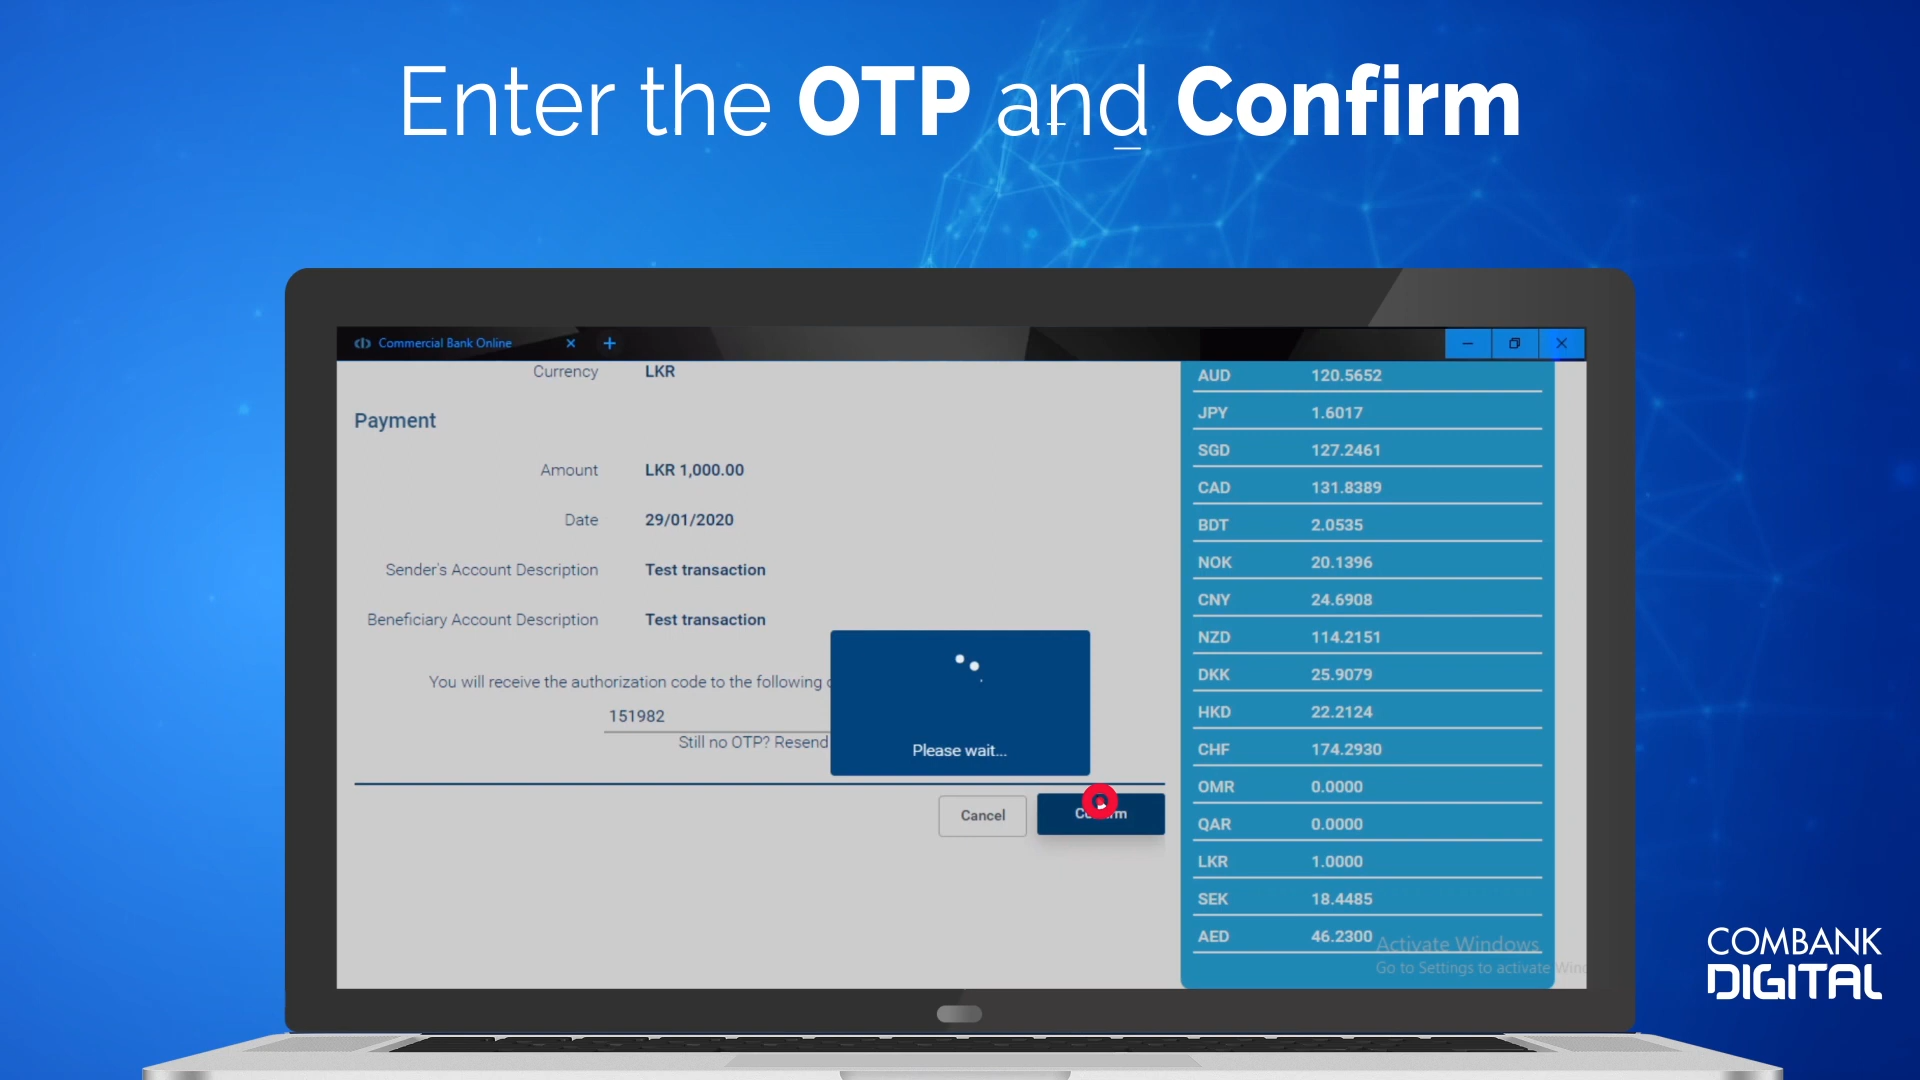 Enter the OTP and Confirm
Commercial Bank Online
Currency LKR
Payment
Amount LKR 1,000.00
Date 29/01/2020
Sender's Account Description Test transaction
Beneficiary Account Description Test transaction
You will receive the authorization code to the following
151982
Still no OTP? Resend
Please wait...
Cancel
AUD 120.5652
JPY 1.6017
SGD 127.2461
CAD 131.8389
BDT 2.0535
NOK 20.1396
CNY 24.6908
NZD 114.2151
DKK 25.9079
HKD 22.2124
CHF 174.2930
OMR 0.0000
QAR 0.0000
LKR 1.0000
SEK 18.4485
AED 46.2300
Activate Windows
Go to Settings to activate
COMBANK
DIGITAL